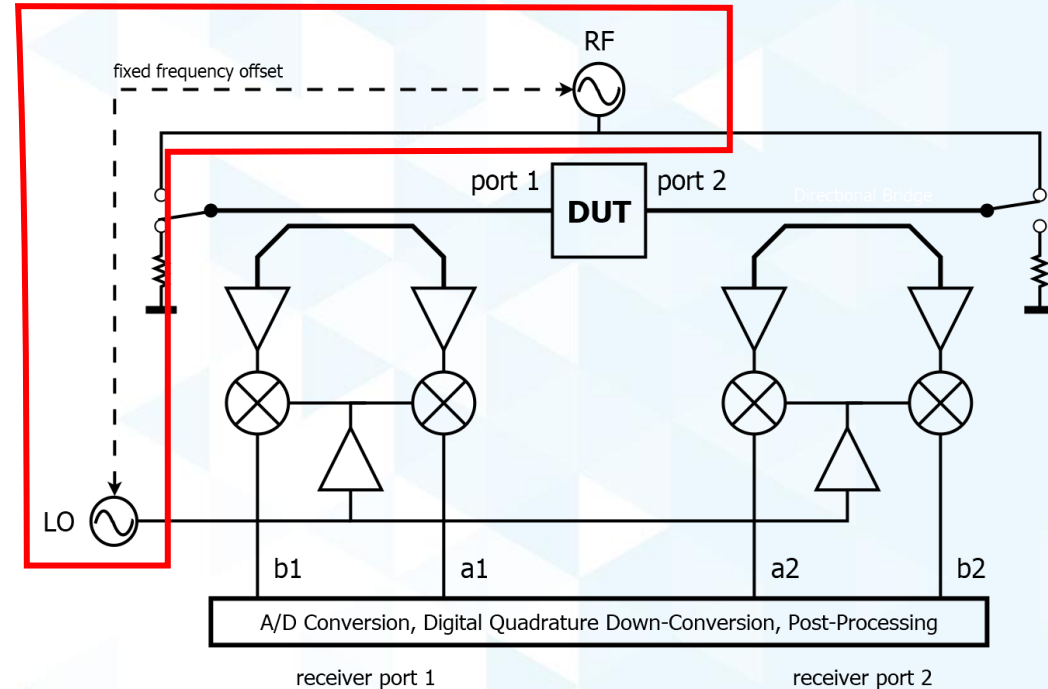 RF
fixed frequency offset
port 1
port 2
DUT
Directional Bridge
LO
b1
a1
a2
b2
A/D Conversion, Digital Quadrature Down-Conversion, Post-Processing
receiver port 1
receiver port 2